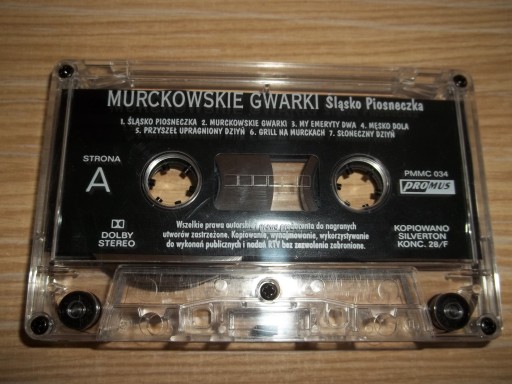 MURCKOWSKIE GWARKI Śląsko Piosneczka
1. ŚLĄSKO PIOSNECZKA 2. MURCKOWSKIE GWARKI 3. MY EMERYTY DWA 4. MĘSKO DOLA
5. PRZYSZEŁ UPRAGNIONY DZIYŃ 6. GRILL NA MURCKACH 7. SŁONECZNY DZIYŃ
STRONA
A
PMMC 034
PROMUS
DOLBY
STEREO
Wszelkie prawa autorskie producenta do nagranych
utworów zastrzeżone. Kopiowanie, wynajmowanie, wykorzystywanie
do wykonań publicznych i nadań RTV bez zezwolenia zabronione.
KOPIOWANO
SILVERTON
KONC. 28/F